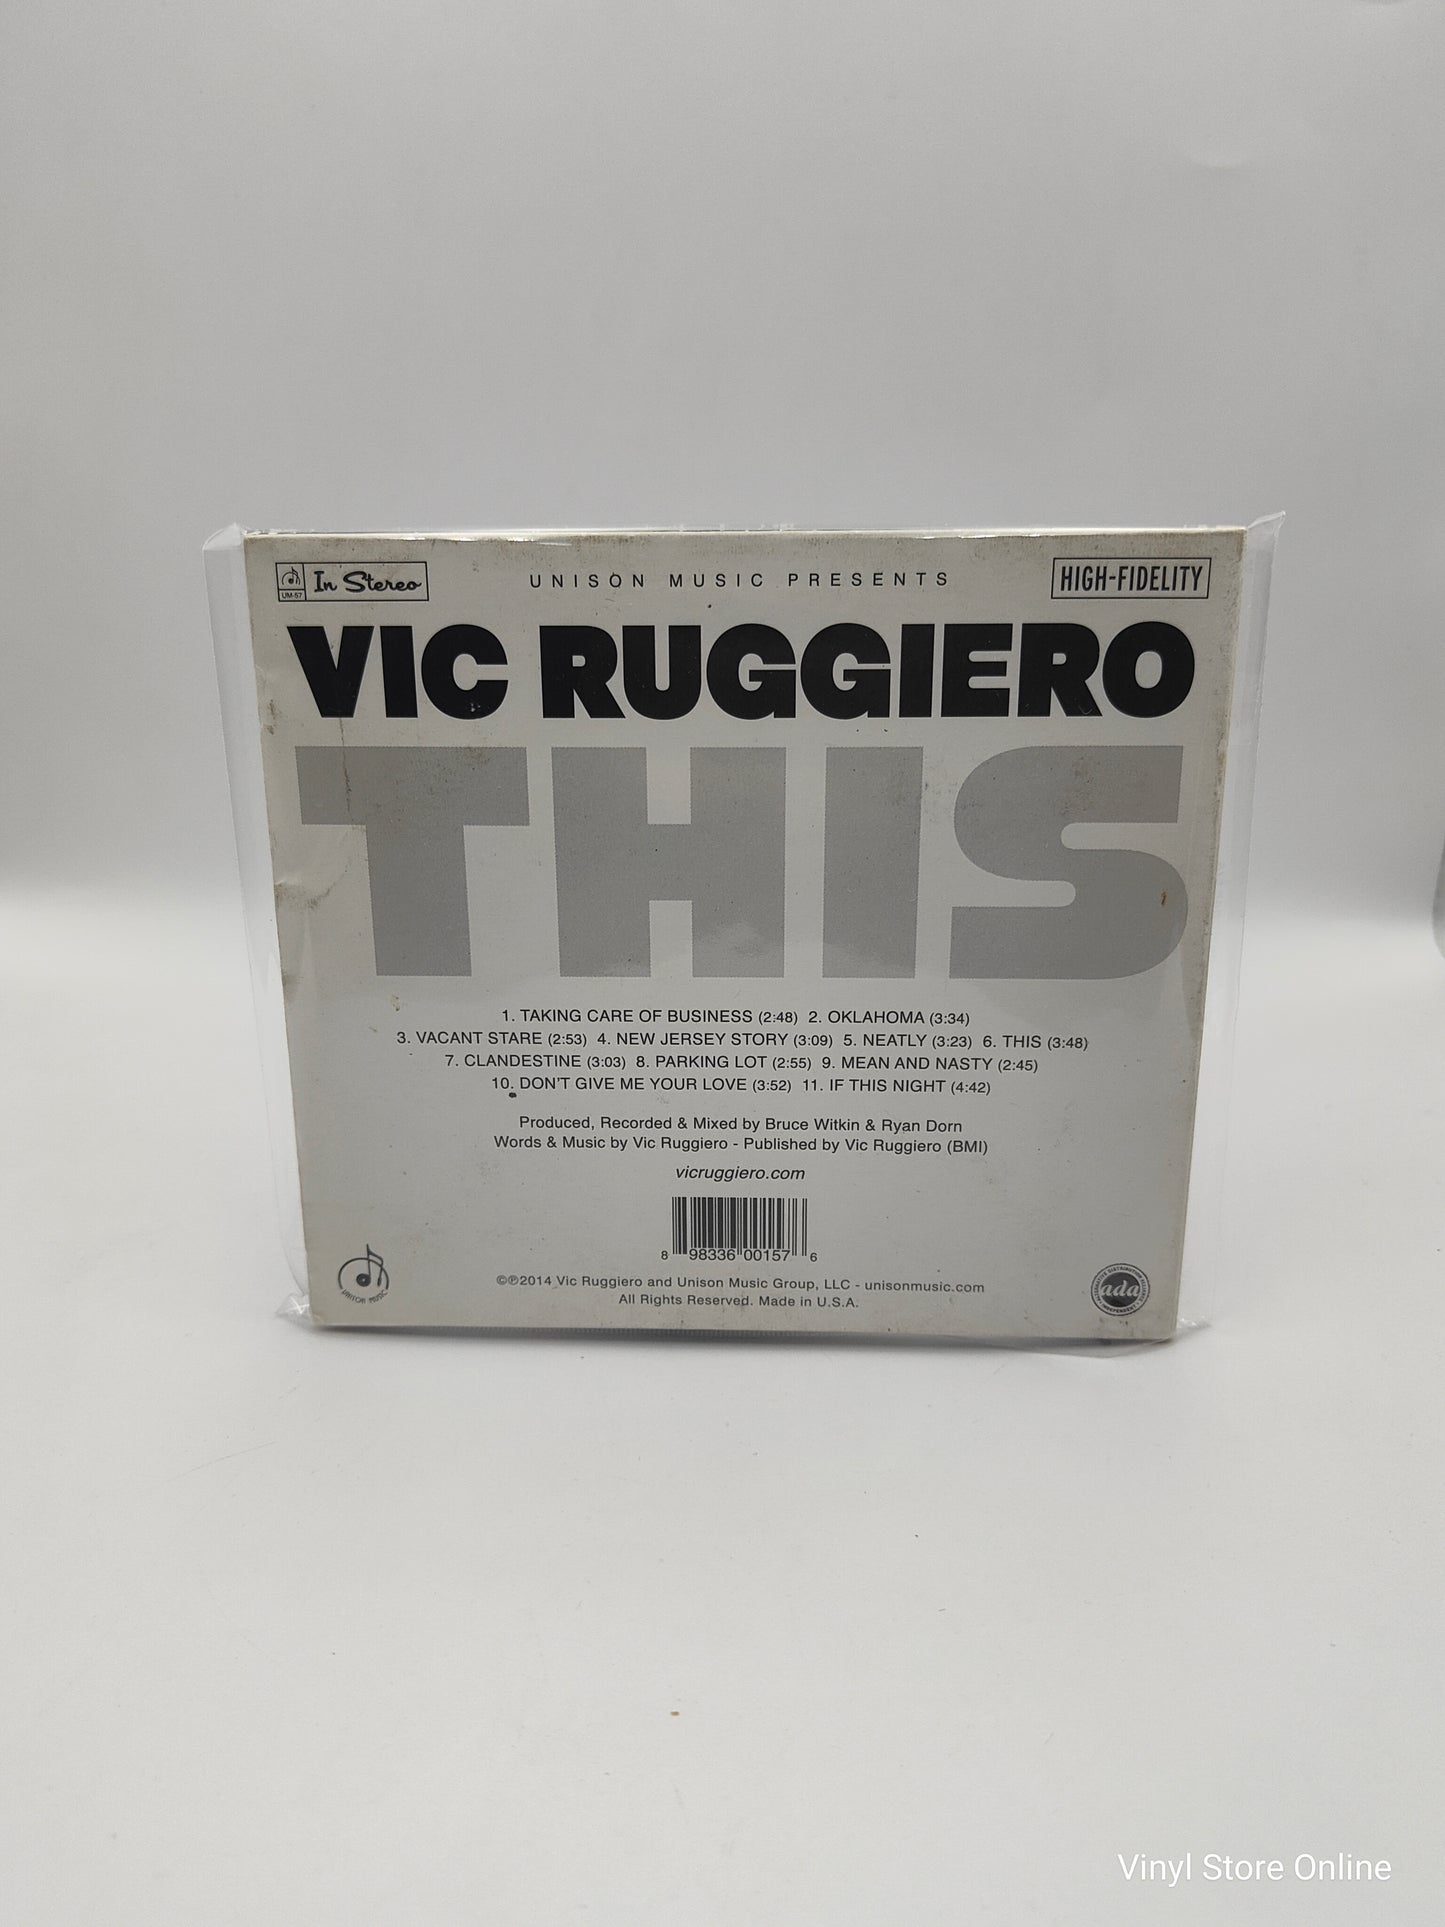 UM-57
In Stereo
UNISON MUSIC PRESENTS
HIGH-FIDELITY
VIC RUGGIERO
THIS
1. TAKING CARE OF BUSINESS (2:48) 2. OKLAHOMA (3:34)
3. VACANT STARE (2:53) 4. NEW JERSEY STORY (3:09) 5. NEATLY (3:23) 6. THIS (3:48)
7. CLANDESTINE (3:03) 8. PARKING LOT (2:55) 9. MEAN AND NASTY (2:45)
10. DON'T GIVE ME YOUR LOVE (3:52) 11. IF THIS NIGHT (4:42)
Produced, Recorded & Mixed by Bruce Witkin & Ryan Dorn
Words & Music by Vic Ruggiero - Published by Vic Ruggiero (BMI)
vicruggiero.com
8 98336 00157 6
©℗2014 Vic Ruggiero and Unison Music Group, LLC - unisonmusic.com
All Rights Reserved. Made in U.S.A.
UNISON MUSIC
ada
Vinyl Store Online